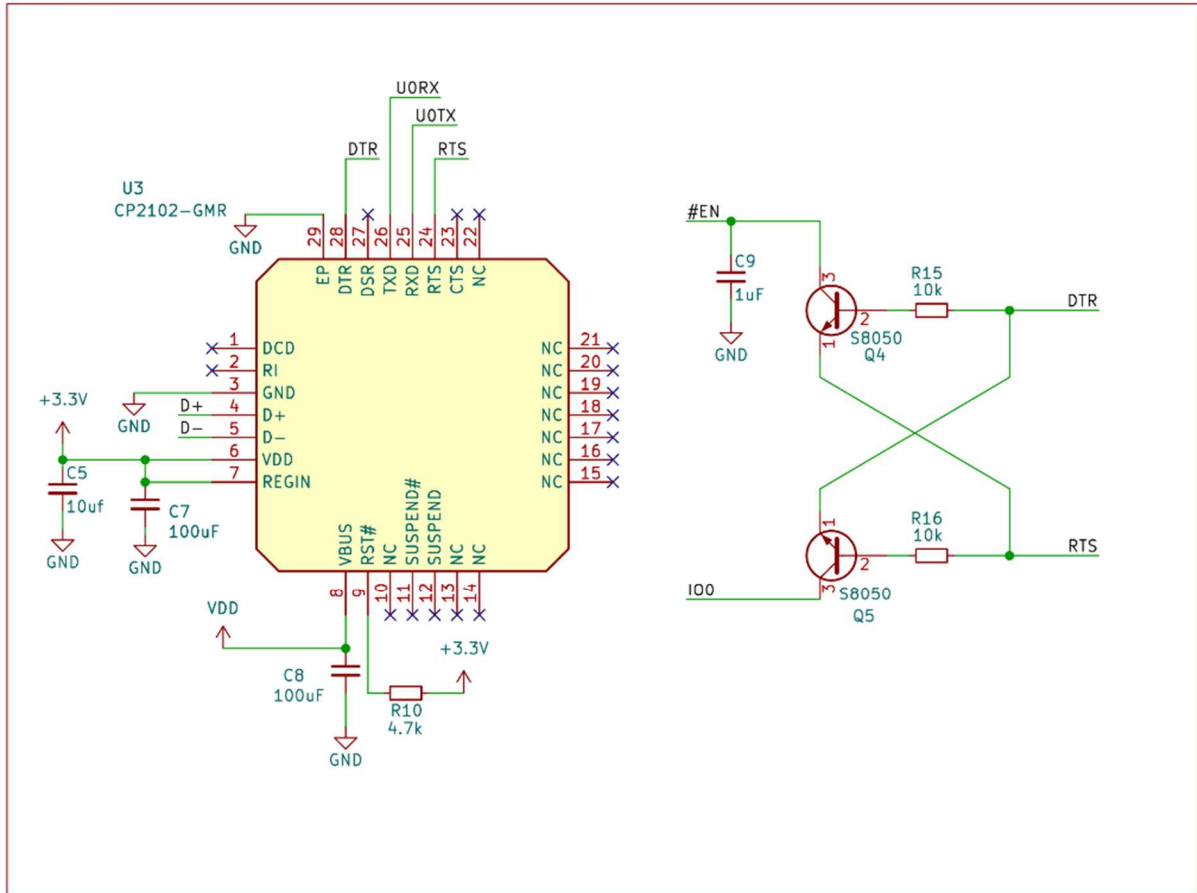 U0RX
U0TX
DTR
RTS
U3
CP2102-GMR
GND
29
28
27
26
25
24
23
22
EP
DTR
DSR
TXD
RXD
RTS
CTS
NC
1 DCD
2 RI
3 GND
4 D+
5 D-
6 VDD
7 REGIN
GND
D+
D-
+3.3V
C5
10uf
GND
C7
100uF
GND
NC 21
NC 20
NC 19
NC 18
NC 17
NC 16
NC 15
VBUS
RST#
NC
SUSPEND#
SUSPEND
NC
NC
8
9
10
11
12
13
14
VDD
C8
100uF
GND
+3.3V
R10
4.7k
#EN
C9
1uF
GND
3
2
1
S8050
Q4
R15
10k
DTR
1
2
3
S8050
Q5
R16
10k
RTS
IO0